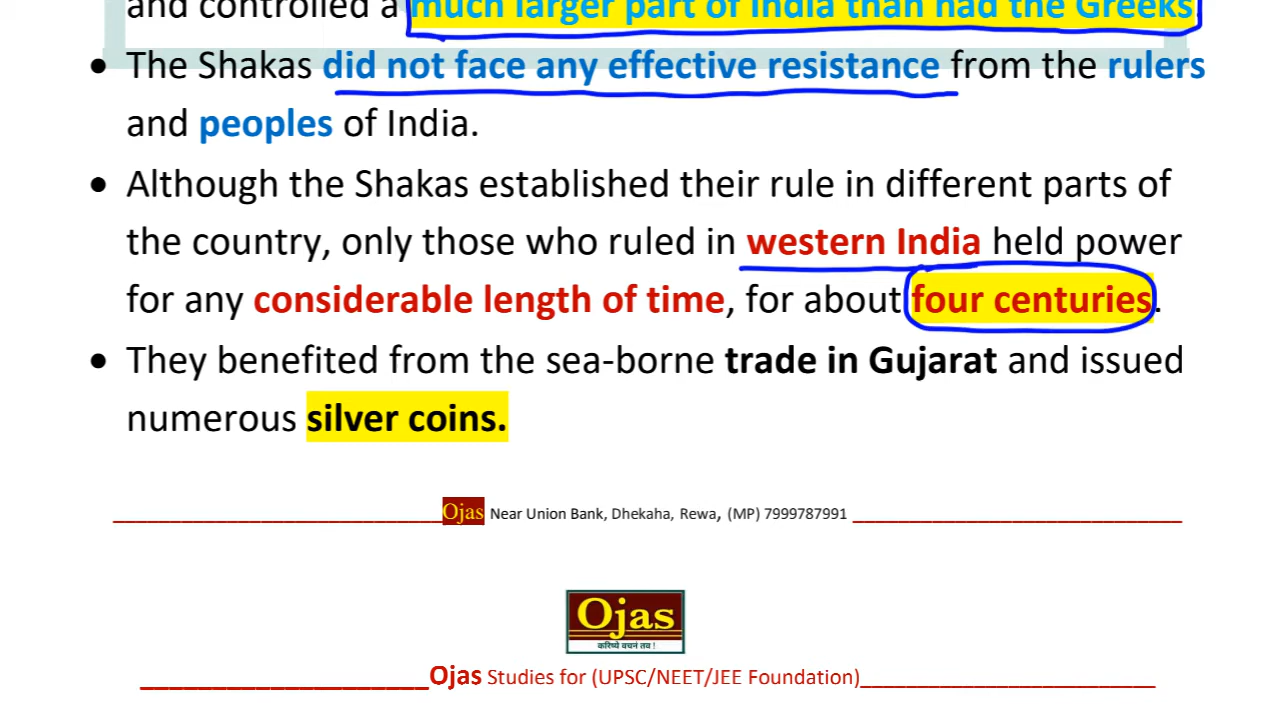 and controlled a much larger part of India than had the Greeks.
• The Shakas did not face any effective resistance from the rulers
and peoples of India.
• Although the Shakas established their rule in different parts of
the country, only those who ruled in western India held power
for any considerable length of time, for about four centuries.
• They benefited from the sea-borne trade in Gujarat and issued
numerous silver coins.
Ojas Near Union Bank, Dhekaha, Rewa, (MP) 7999787991
Ojas
करिष्ये वचनं तव !
Ojas Studies for (UPSC/NEET/JEE Foundation)